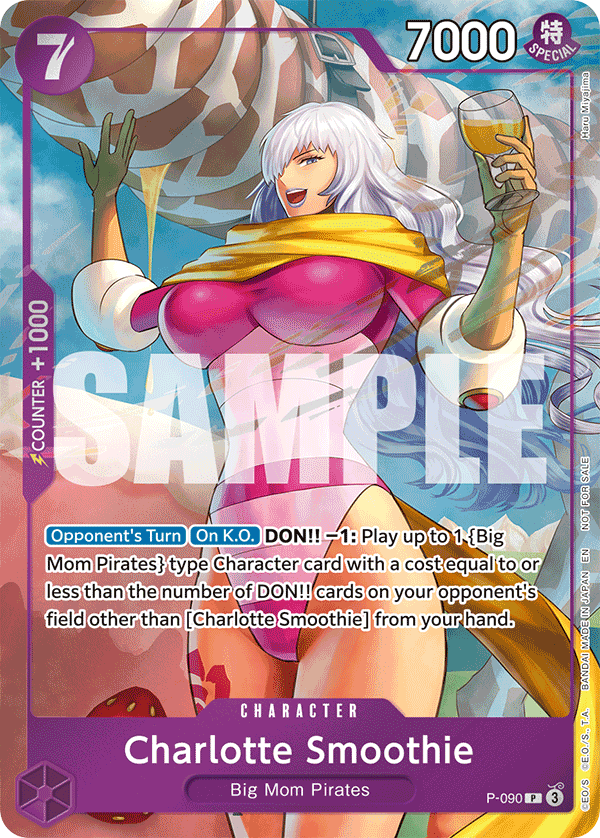 7
7000
特
SPECIAL
Haru Miyajima
COUNTER +1000
SAMPLE
Opponent's Turn On K.O. DON!! −1: Play up to 1 {Big
Mom Pirates} type Character card with a cost equal to or
less than the number of DON!! cards on your opponent's
field other than [Charlotte Smoothie] from your hand.
©EO/S ©E.O./S., T.A. BANDAI MADE IN JAPAN EN NOT FOR SALE
CHARACTER
Charlotte Smoothie
Big Mom Pirates
P-090 P 3